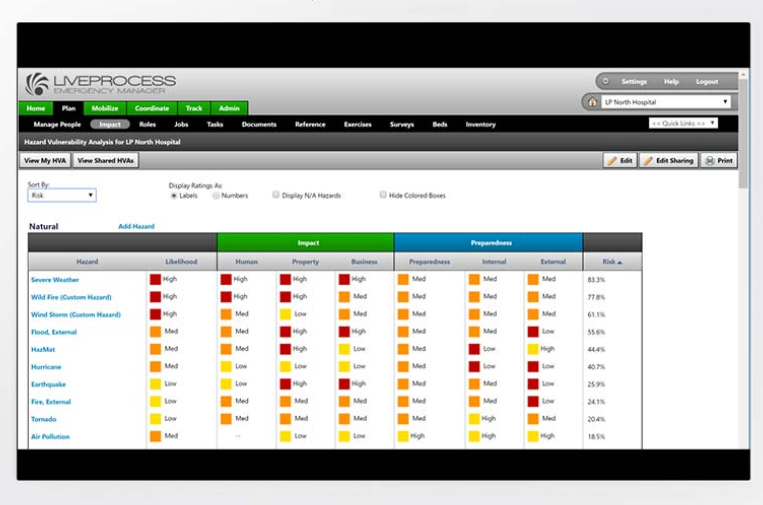 LIVEPROCESS
EMERGENCY MANAGER
Settings Help Logout
Home Plan Mobilize Coordinate Track Admin
LP North Hospital
Manage People Impact Roles Jobs Tasks Documents Reference Exercises Surveys Beds Inventory
<< Quick Links >>
Hazard Vulnerability Analysis for LP North Hospital
View My HVA View Shared HVAs Edit Edit Sharing Print
Sort By: Display Ratings As:
Risk Labels Numbers Display N/A Hazards Hide Colored Boxes
Natural Add Hazard
Impact Preparedness
Hazard Likelihood Human Property Business Preparedness Internal External Risk
Severe Weather High High High High Med Med Med 83.3%
Wild Fire (Custom Hazard) High High High Med Med Med Med 77.8%
Wind Storm (Custom Hazard) High Med Low Med Med Med Med 61.1%
Flood, External Med Med High High Med Med Low 55.6%
HazMat Med Med High Low Med Low High 44.4%
Hurricane Med Low Low Low Med Low Low 40.7%
Earthquake Low Low High High Med Med Low 25.9%
Fire, External Low Med Med Med Med Med Low 24.1%
Tornado Low Med Med Med Med High Med 20.4%
Air Pollution Med -- Low Low High High High 18.5%